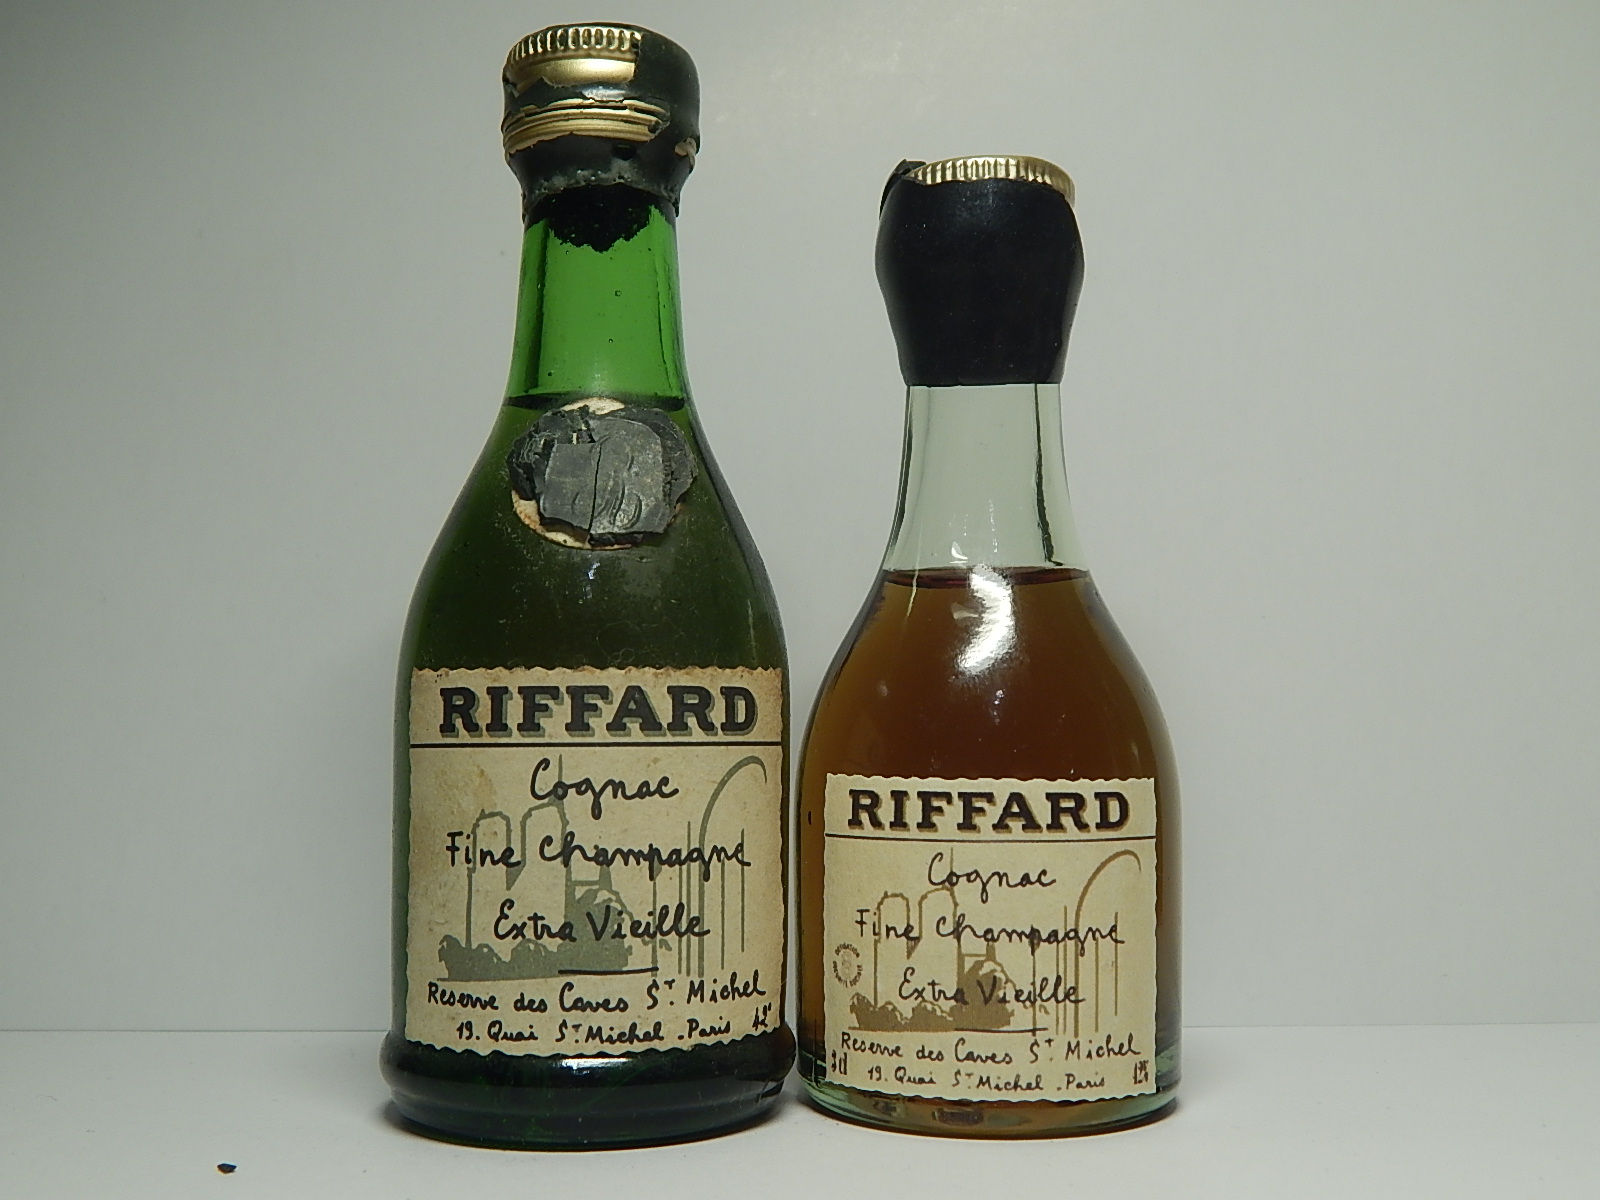 RIFFARD
Cognac
Fine Champagne
Extra Vieille
Reserve des Caves St. Michel
19. Quai St. Michel. Paris 42°
RIFFARD
Cognac
Fine Champagne
Extra Vieille
Reserve des Caves St. Michel
3 cl 19. Quai St. Michel. Paris